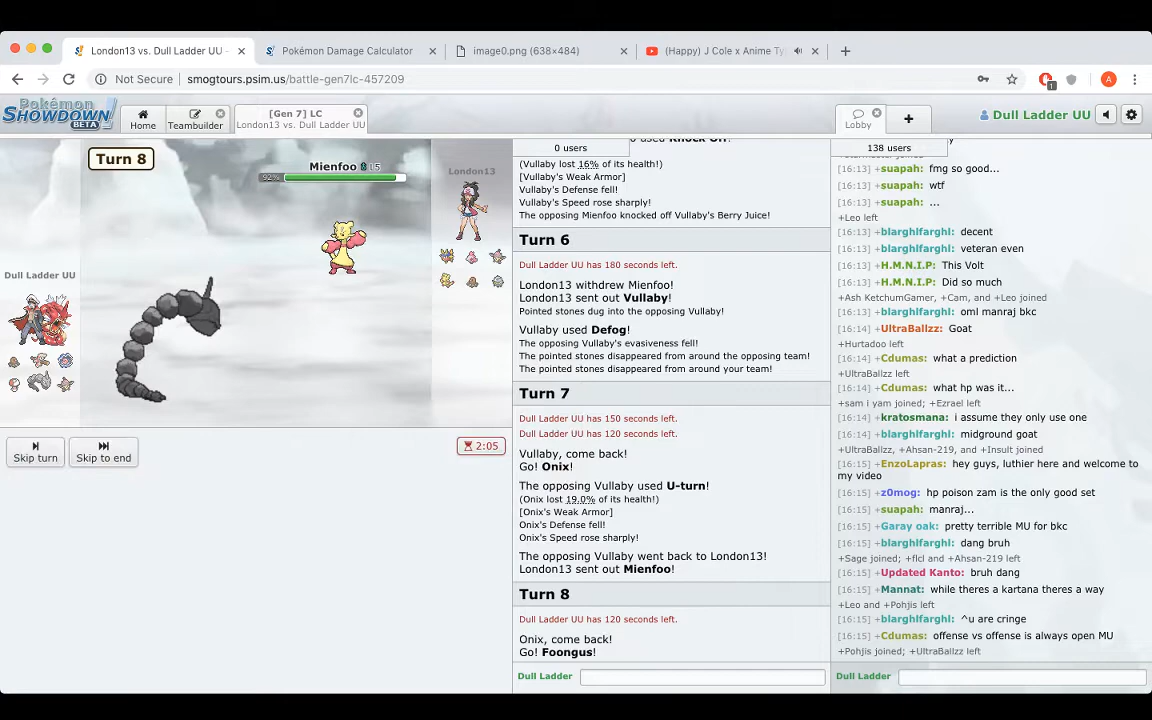 London13 vs. Dull Ladder UU -
Pokémon Damage Calculator
image0.png (638×484)
(Happy) J Cole x Anime Ty
Not Secure
smogtours.psim.us/battle-gen7lc-457209
1
A
Pokémon
SHOWDOWN!
BETA
Home
Teambuilder
[Gen 7] LC
London13 vs. Dull Ladder UU
Lobby
Dull Ladder UU
Turn 8
Mienfoo L5
92%
London13
Dull Ladder UU
Skip turn
Skip to end
2:05
0 users
(Vullaby lost 16% of its health!)
[Vullaby's Weak Armor]
Vullaby's Defense fell!
Vullaby's Speed rose sharply!
The opposing Mienfoo knocked off Vullaby's Berry Juice!
Turn 6
Dull Ladder UU has 180 seconds left.
London13 withdrew Mienfoo!
London13 sent out Vullaby!
Pointed stones dug into the opposing Vullaby!
Vullaby used Defog!
The opposing Vullaby's evasiveness fell!
The pointed stones disappeared from around the opposing team!
The pointed stones disappeared from around your team!
Turn 7
Dull Ladder UU has 150 seconds left.
Dull Ladder UU has 120 seconds left.
Vullaby, come back!
Go! Onix!
The opposing Vullaby used U-turn!
(Onix lost 19.0% of its health!)
[Onix's Weak Armor]
Onix's Defense fell!
Onix's Speed rose sharply!
The opposing Vullaby went back to London13!
London13 sent out Mienfoo!
Turn 8
Dull Ladder UU has 120 seconds left.
Onix, come back!
Go! Foongus!
Dull Ladder
138 users
[16:13] +suapah: fmg so good...
[16:13] +suapah: wtf
[16:13] +suapah: ...
+Leo left
[16:13] +blarghlfarghl: decent
[16:13] +blarghlfarghl: veteran even
[16:13] +H.M.N.I.P: This Volt
[16:13] +H.M.N.I.P: Did so much
+Ash KetchumGamer, +Cam, and +Leo joined
[16:13] +blarghlfarghl: oml manraj bkc
[16:14] +UltraBallzz: Goat
+Hurtadoo left
[16:14] +Cdumas: what a prediction
+UltraBallzz left
[16:14] +Cdumas: what hp was it...
+sam i yam joined; +Ezrael left
[16:14] +kratosmana: i assume they only use one
[16:14] +blarghlfarghl: midground goat
+UltraBallzz, +Ahsan-219, and +Insult joined
[16:15] +EnzoLapras: hey guys, luthier here and welcome to
my video
[16:15] +z0mog: hp poison zam is the only good set
[16:15] +suapah: manraj...
[16:15] +Garay oak: pretty terrible MU for bkc
[16:15] +blarghlfarghl: dang bruh
+Sage joined; +flcl and +Ahsan-219 left
[16:15] +Updated Kanto: bruh dang
[16:15] +Mannat: while theres a kartana theres a way
+Leo and +Pohjis left
[16:15] +blarghlfarghl: ^u are cringe
[16:15] +Cdumas: offense vs offense is always open MU
+Pohjis joined; +UltraBallzz left
Dull Ladder